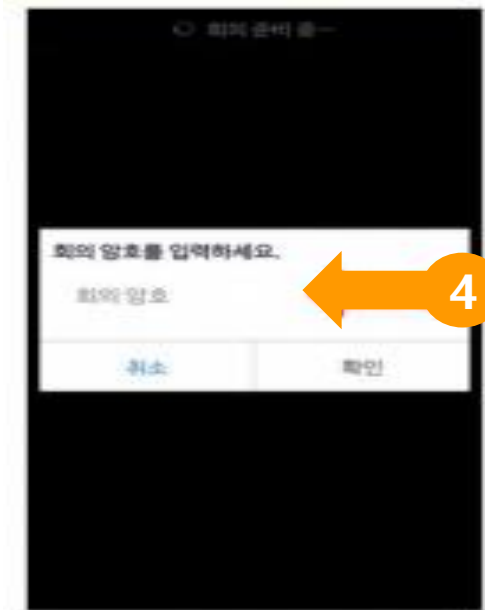 회의 준비 중...
회의 암호를 입력하세요.
회의 암호
4
취소 확인